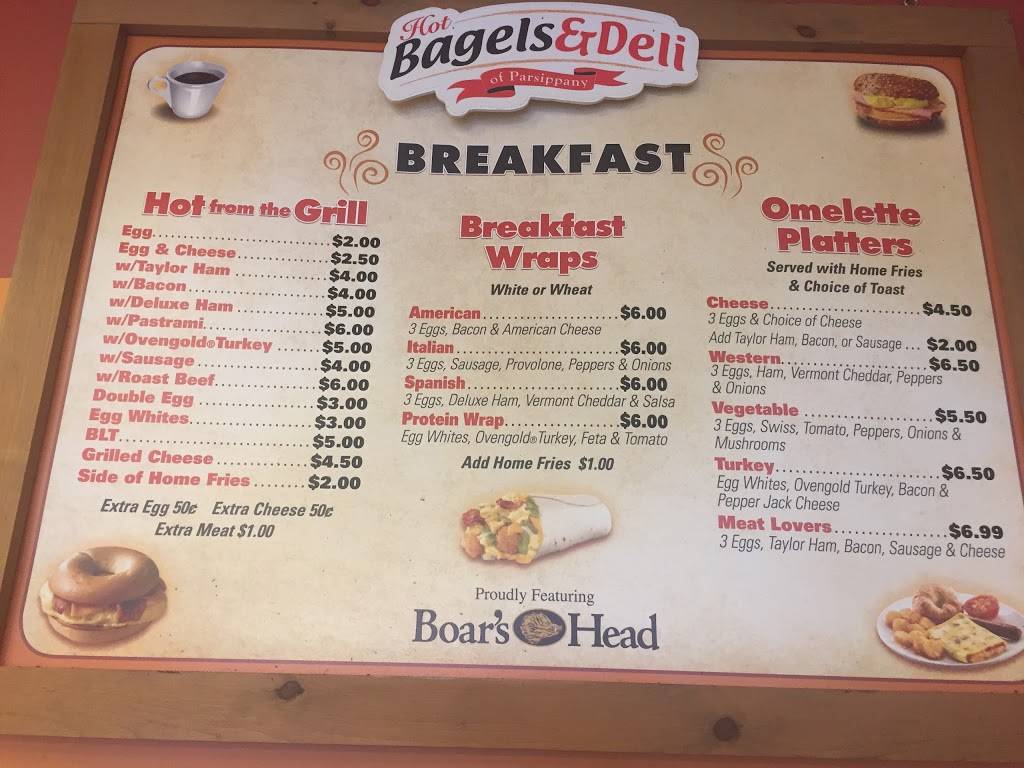 Hot
Bagels&Deli
of Parsippany
BREAKFAST
Hot from the Grill
Egg..............................$2.00
Egg & Cheese...............$2.50
w/Taylor Ham ...............$4.00
w/Bacon.........................$4.00
w/Deluxe Ham ..............$5.00
w/Pastrami....................$6.00
w/Ovengold®Turkey .......$5.00
w/Sausage ...................$4.00
w/Roast Beef.................$6.00
Double Egg ...................$3.00
Egg Whites....................$3.00
BLT................................$5.00
Grilled Cheese ..............$4.50
Side of Home Fries ........$2.00
Extra Egg 50¢ Extra Cheese 50¢
Extra Meat $1.00
Breakfast
Wraps
White or Wheat
American......................$6.00
3 Eggs, Bacon & American Cheese
Italian..........................$6.00
3 Eggs, Sausage, Provolone, Peppers & Onions
Spanish........................$6.00
3 Eggs, Deluxe Ham, Vermont Cheddar & Salsa
Protein Wrap..................$6.00
Egg Whites, Ovengold®Turkey, Feta & Tomato
Add Home Fries $1.00
Proudly Featuring
Boar's Head
Omelette
Platters
Served with Home Fries
& Choice of Toast
Cheese........................$4.50
3 Eggs & Choice of Cheese
Add Taylor Ham, Bacon, or Sausage ... $2.00
Western.......................$6.50
3 Eggs, Ham, Vermont Cheddar, Peppers
& Onions
Vegetable ....................$5.50
3 Eggs, Swiss, Tomato, Peppers, Onions &
Mushrooms
Turkey.........................$6.50
Egg Whites, Ovengold Turkey, Bacon &
Pepper Jack Cheese
Meat Lovers.................$6.99
3 Eggs, Taylor Ham, Bacon, Sausage & Cheese